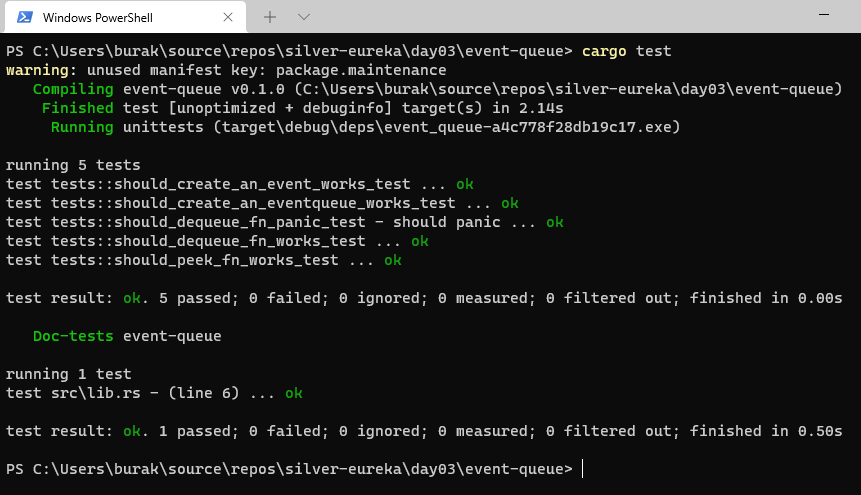 Windows PowerShell
PS C:\Users\burak\source\repos\silver-eureka\day03\event-queue> cargo test
warning: unused manifest key: package.maintenance
   Compiling event-queue v0.1.0 (C:\Users\burak\source\repos\silver-eureka\day03\event-queue)
    Finished test [unoptimized + debuginfo] target(s) in 2.14s
     Running unittests (target\debug\deps\event_queue-a4c778f28db19c17.exe)
running 5 tests
test tests::should_create_an_event_works_test ... ok
test tests::should_create_an_eventqueue_works_test ... ok
test tests::should_dequeue_fn_panic_test - should panic ... ok
test tests::should_dequeue_fn_works_test ... ok
test tests::should_peek_fn_works_test ... ok
test result: ok. 5 passed; 0 failed; 0 ignored; 0 measured; 0 filtered out; finished in 0.00s
   Doc-tests event-queue
running 1 test
test src\lib.rs - (line 6) ... ok
test result: ok. 1 passed; 0 failed; 0 ignored; 0 measured; 0 filtered out; finished in 0.50s
PS C:\Users\burak\source\repos\silver-eureka\day03\event-queue>